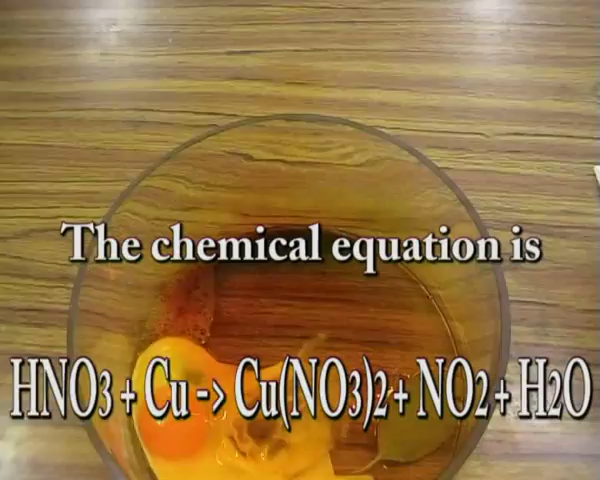 The chemical equation is
HNO3 + Cu -> Cu(NO3)2 + NO2 + H2O